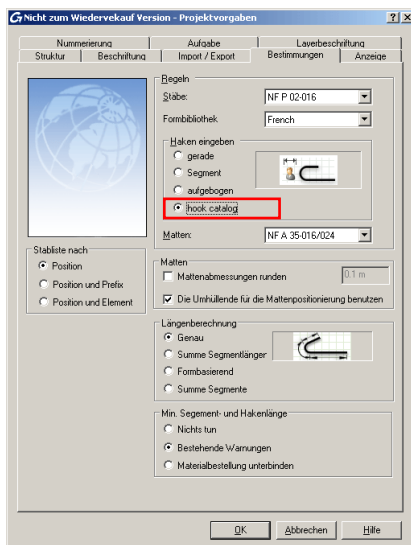 Nicht zum Wiedervekauf Version - Projektvorgaben
Nummerierung Aufgabe Layerbeschriftung
Struktur Beschriftung Import / Export Bestimmungen Anzeige
Regeln
Stäbe: NF P 02-016
Formbibliothek French
Haken eingeben
gerade
Segment
aufgebogen
hook catalog
Matten: NF A 35-016/024
Stabliste nach
Position
Position und Prefix
Position und Element
Matten
Mattenabmessungen runden 0.1 m
Die Umhüllende für die Mattenpositionierung benutzen
Längenberechnung
Genau
Summe Segmentlänger
Formbasierend
Summe Segmente
Min. Segement- und Hakenlänge
Nichts tun
Bestehende Warnungen
Materialbestellung unterbinden
OK Abbrechen Hilfe